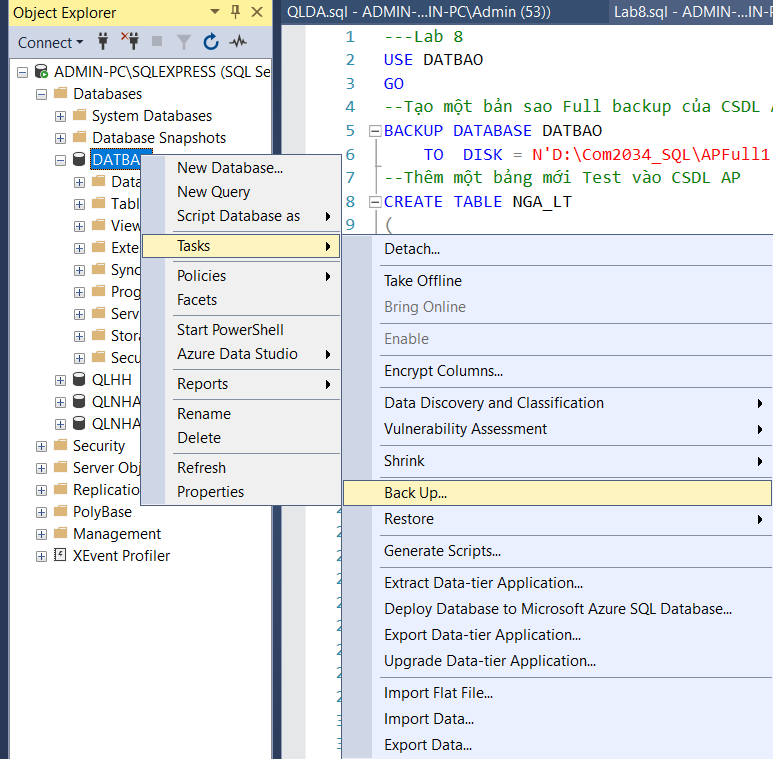 Object Explorer
QLDA.sql - ADMIN-...IN-PC\Admin (53))
Lab8.sql - ADMIN-...IN-P
Connect
ADMIN-PC\SQLEXPRESS (SQL Se
Databases
System Databases
Database Snapshots
DATBA
Data
Tabl
View
Exte
Syno
Prog
Serv
Stora
Secu
QLHH
QLNHA
QLNHA
Security
Server Obj
Replicatio
PolyBase
Management
XEvent Profiler
1 ---Lab 8
2 USE DATBAO
3 GO
4 --Tạo một bản sao Full backup của CSDL A
5 BACKUP DATABASE DATBAO
6 TO DISK = N'D:\Com2034_SQL\APFull1
7 --Thêm một bảng mới Test vào CSDL AP
8 CREATE TABLE NGA_LT
9 (
New Database...
New Query
Script Database as
Tasks
Policies
Facets
Start PowerShell
Azure Data Studio
Reports
Rename
Delete
Refresh
Properties
Detach...
Take Offline
Bring Online
Enable
Encrypt Columns...
Data Discovery and Classification
Vulnerability Assessment
Shrink
Back Up...
Restore
Generate Scripts...
Extract Data-tier Application...
Deploy Database to Microsoft Azure SQL Database...
Export Data-tier Application...
Upgrade Data-tier Application...
Import Flat File...
Import Data...
Export Data...